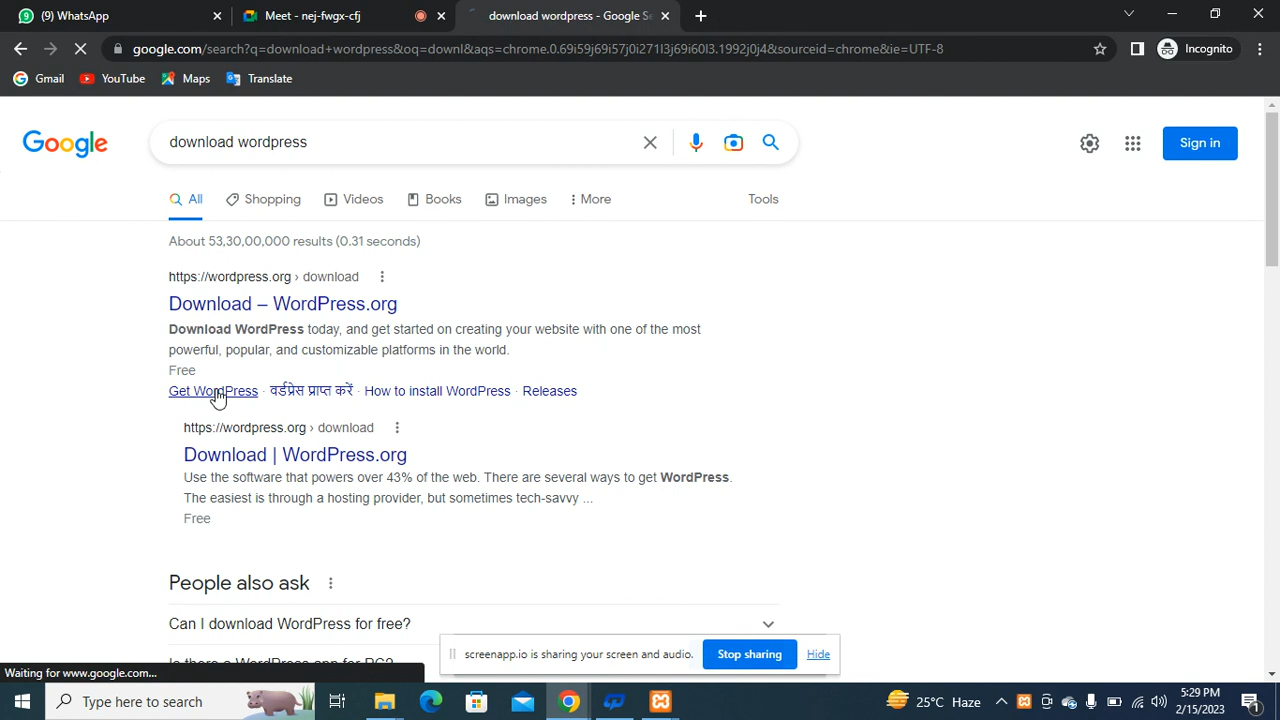 (9) WhatsApp
Meet - nej-fwgx-cfj
download wordpress - Google Se
google.com/search?q=download+wordpress&oq=downl&aqs=chrome.0.69i59j69i57j0i271l3j69i60l3.1992j0j4&sourceid=chrome&ie=UTF-8
Incognito
Gmail
YouTube
Maps
Translate
Google
download wordpress
Sign in
All
Shopping
Videos
Books
Images
More
Tools
About 53,30,00,000 results (0.31 seconds)
https://wordpress.org › download
Download – WordPress.org
Download WordPress today, and get started on creating your website with one of the most
powerful, popular, and customizable platforms in the world.
Free
Get WordPress · वर्डप्रेस प्राप्त करें · How to install WordPress · Releases
https://wordpress.org › download
Download | WordPress.org
Use the software that powers over 43% of the web. There are several ways to get WordPress.
The easiest is through a hosting provider, but sometimes tech-savvy ...
Free
People also ask
Can I download WordPress for free?
Is there a WordPress app for PC?
screenapp.io is sharing your screen and audio.
Stop sharing
Hide
Waiting for www.google.com...
Type here to search
25°C Haze
5:29 PM
2/15/2023
1